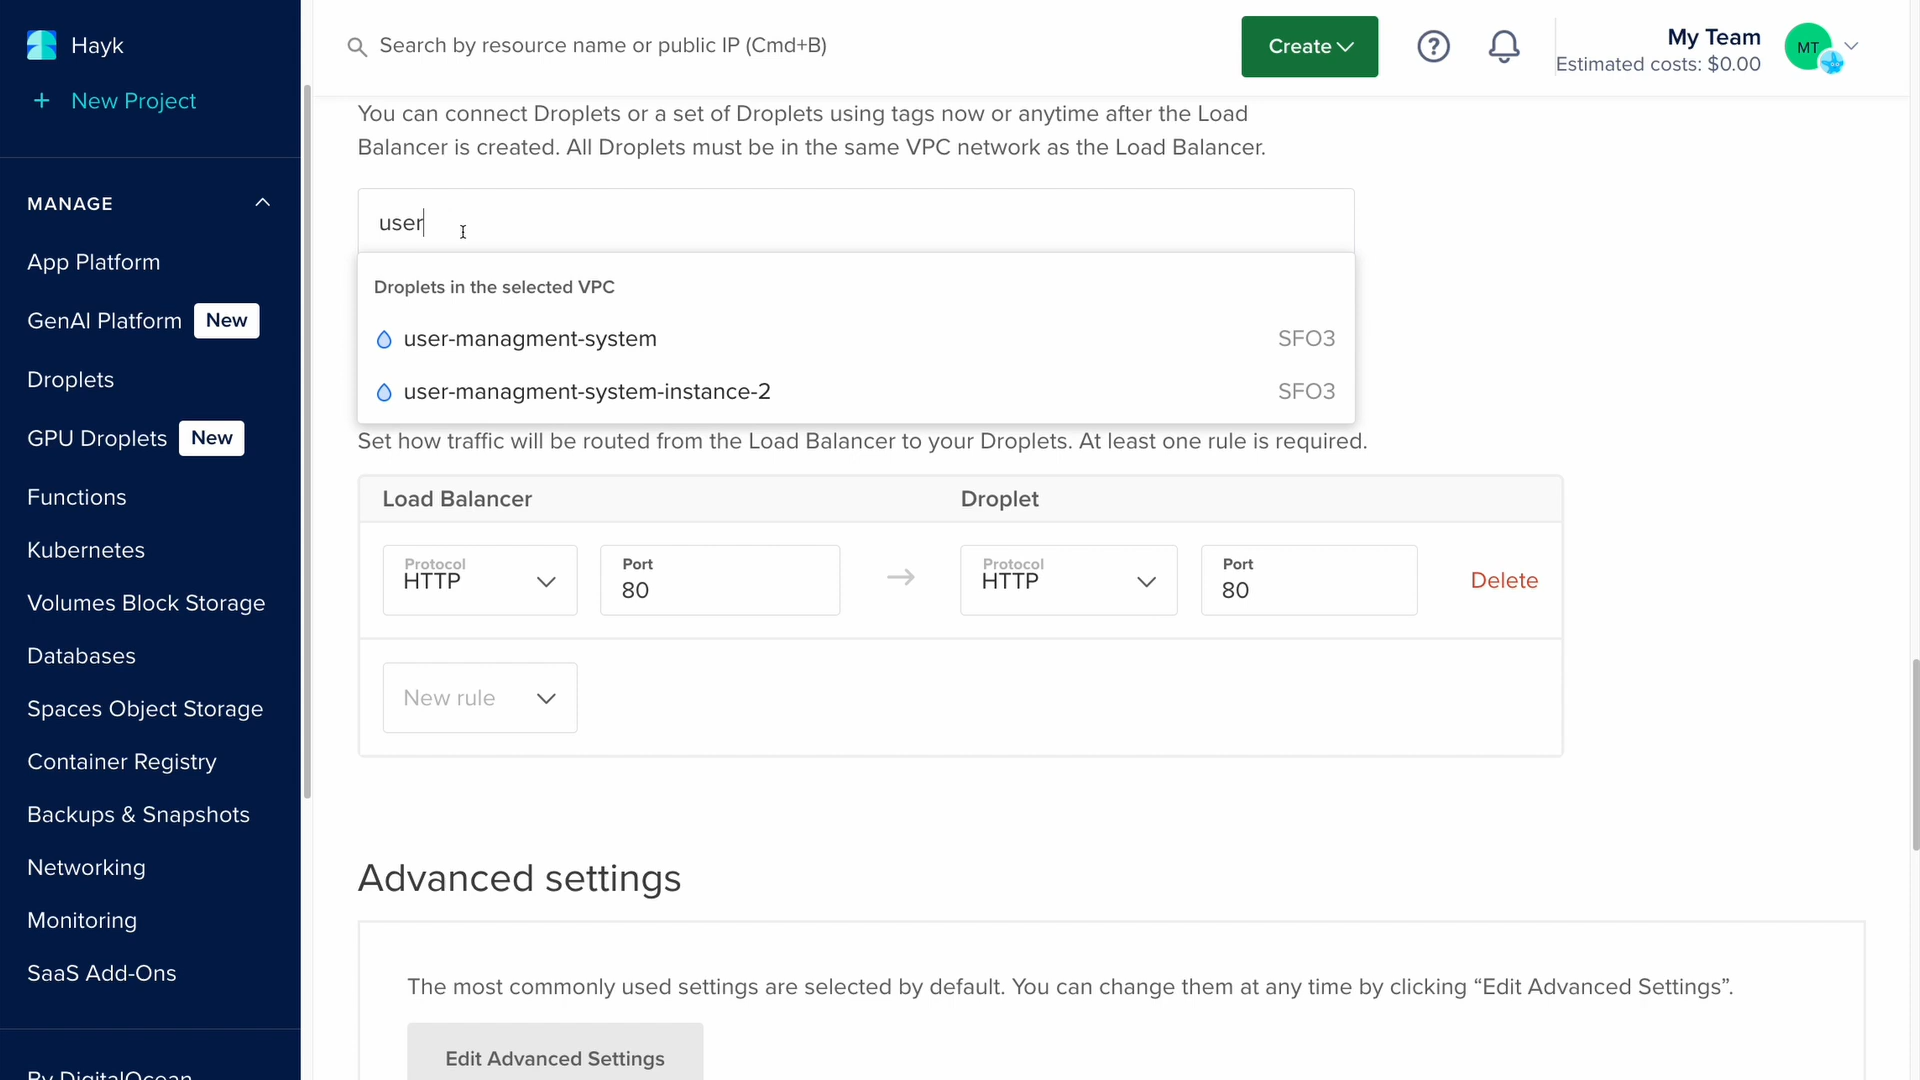 Hayk
+ New Project
MANAGE
App Platform
GenAI Platform New
Droplets
GPU Droplets New
Functions
Kubernetes
Volumes Block Storage
Databases
Spaces Object Storage
Container Registry
Backups & Snapshots
Networking
Monitoring
SaaS Add-Ons
By DigitalOcean
Search by resource name or public IP (Cmd+B)
Create
My Team
Estimated costs: $0.00
MT
You can connect Droplets or a set of Droplets using tags now or anytime after the Load
Balancer is created. All Droplets must be in the same VPC network as the Load Balancer.
user
Droplets in the selected VPC
user-managment-system SFO3
user-managment-system-instance-2 SFO3
Set how traffic will be routed from the Load Balancer to your Droplets. At least one rule is required.
Load Balancer Droplet
Protocol Port Protocol Port
HTTP 80 HTTP 80 Delete
New rule
Advanced settings
The most commonly used settings are selected by default. You can change them at any time by clicking “Edit Advanced Settings”.
Edit Advanced Settings